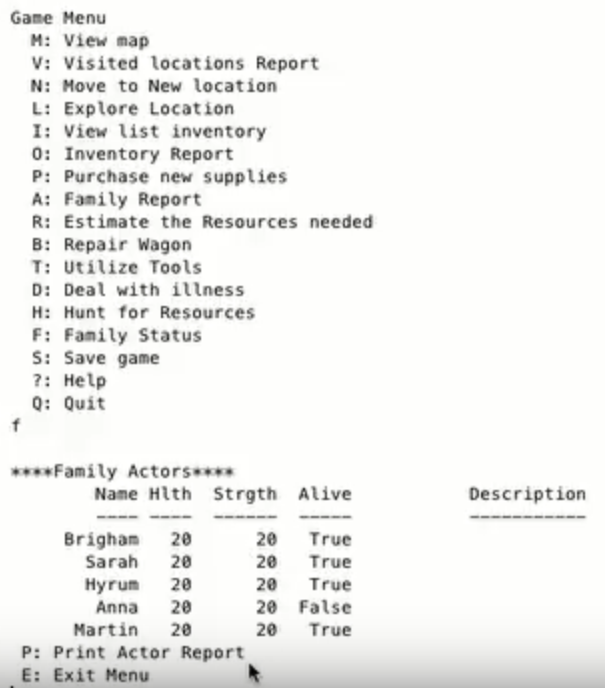 Game Menu
M: View map
V: Visited locations Report
N: Move to New location
L: Explore Location
I: View list inventory
O: Inventory Report
P: Purchase new supplies
A: Family Report
R: Estimate the Resources needed
B: Repair Wagon
T: Utilize Tools
D: Deal with illness
H: Hunt for Resources
F: Family Status
S: Save game
?: Help
Q: Quit
f
****Family Actors****
Name Hlth Strgth Alive Description
---- ---- ------ ----- -----------
Brigham 20 20 True
Sarah 20 20 True
Hyrum 20 20 True
Anna 20 20 False
Martin 20 20 True
P: Print Actor Report
E: Exit Menu